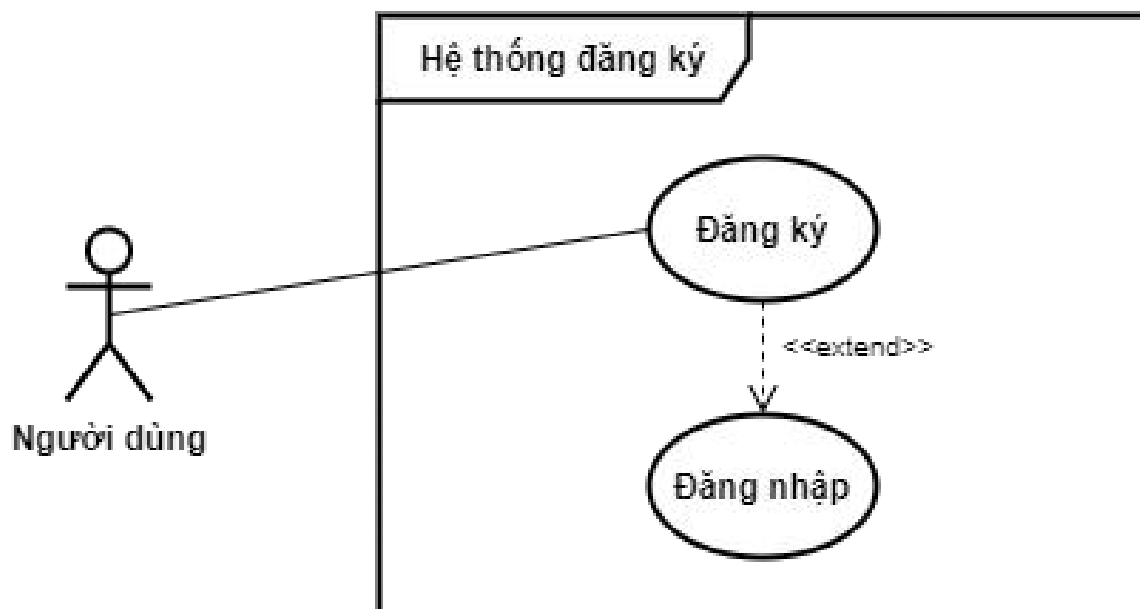 Hệ thống đăng ký
Đăng ký
<<extend>>
Người dùng
Đăng nhập